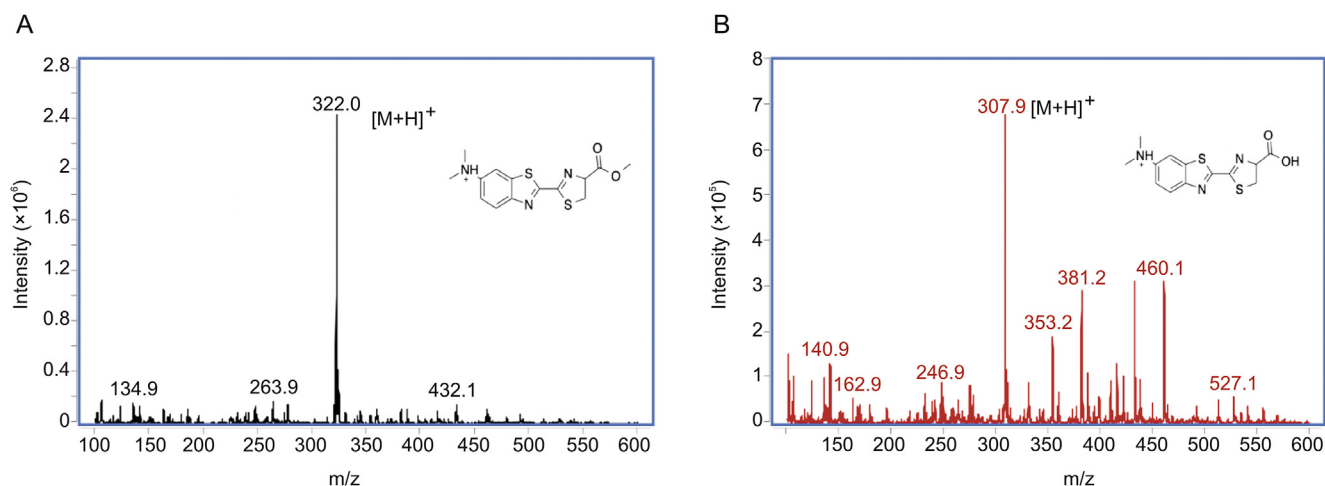 A
B
Intensity (×10⁶)
2.8
2.4
2
1.6
1.2
0.8
0.4
0
322.0
[M+H]⁺
134.9
263.9
432.1
NH
+
S
N
N
S
O
O
100 150 200 250 300 350 400 450 500 550 600
m/z
Intensity (×10⁵)
8
7
6
5
4
3
2
1
0
307.9 [M+H]⁺
140.9
162.9
246.9
353.2
381.2
460.1
527.1
NH
+
S
N
N
S
O
OH
100 150 200 250 300 350 400 450 500 550 600
m/z